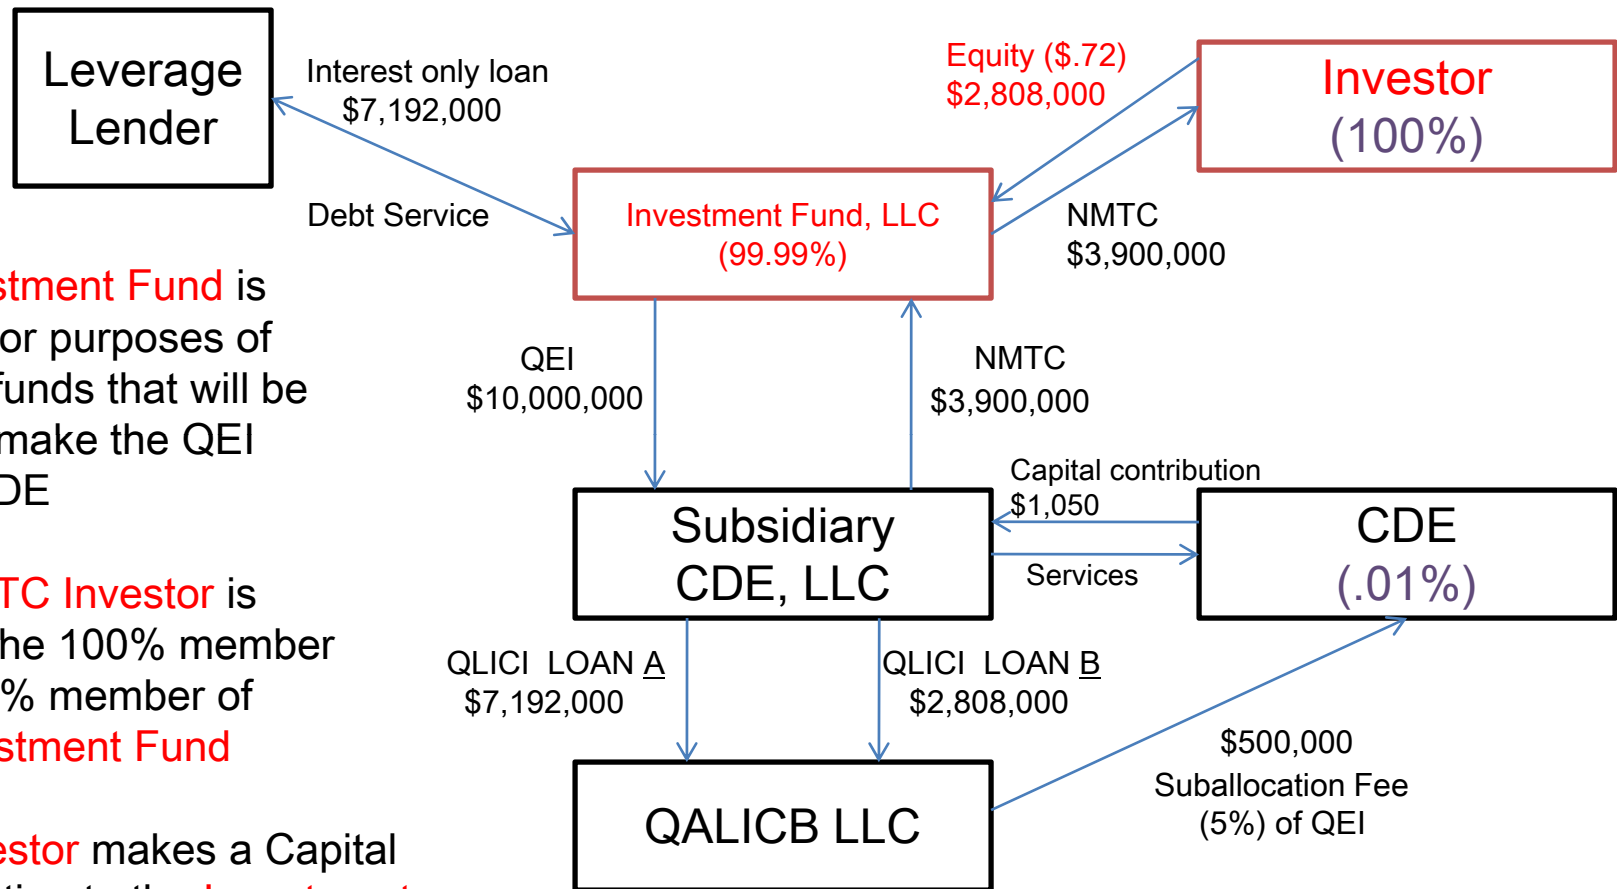 Leverage
Lender
Interest only loan
$7,192,000
Debt Service
Equity ($.72)
$2,808,000
Investor
(100%)
Investment Fund, LLC
(99.99%)
NMTC
$3,900,000
stment Fund is
or purposes of
funds that will be
make the QEI
DE
QEI
$10,000,000
NMTC
$3,900,000
Capital contribution
$1,050
Subsidiary
CDE, LLC
Services
CDE
(.01%)
TC Investor is
he 100% member
% member of
stment Fund
QLICI LOAN A
$7,192,000
QLICI LOAN B
$2,808,000
$500,000
Suballocation Fee
(5%) of QEI
QALICB LLC
estor makes a Capital